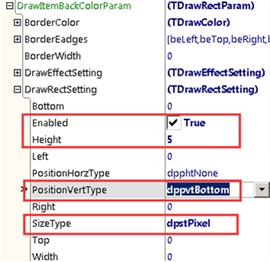 DrawItemBackColorParam (TDrawRectParam)
BorderColor (TDrawColor)
BorderEadges [beLeft,beTop,beRight,b
BorderWidth 0
DrawEffectSetting (TDrawEffectSetting)
DrawRectSetting (TDrawRectSetting)
Bottom 0
Enabled True
Height 5
Left 0
PositionHorzType dpphtNone
PositionVertType dppvtBottom
Right 0
SizeType dpstPixel
Top 0
Width 0